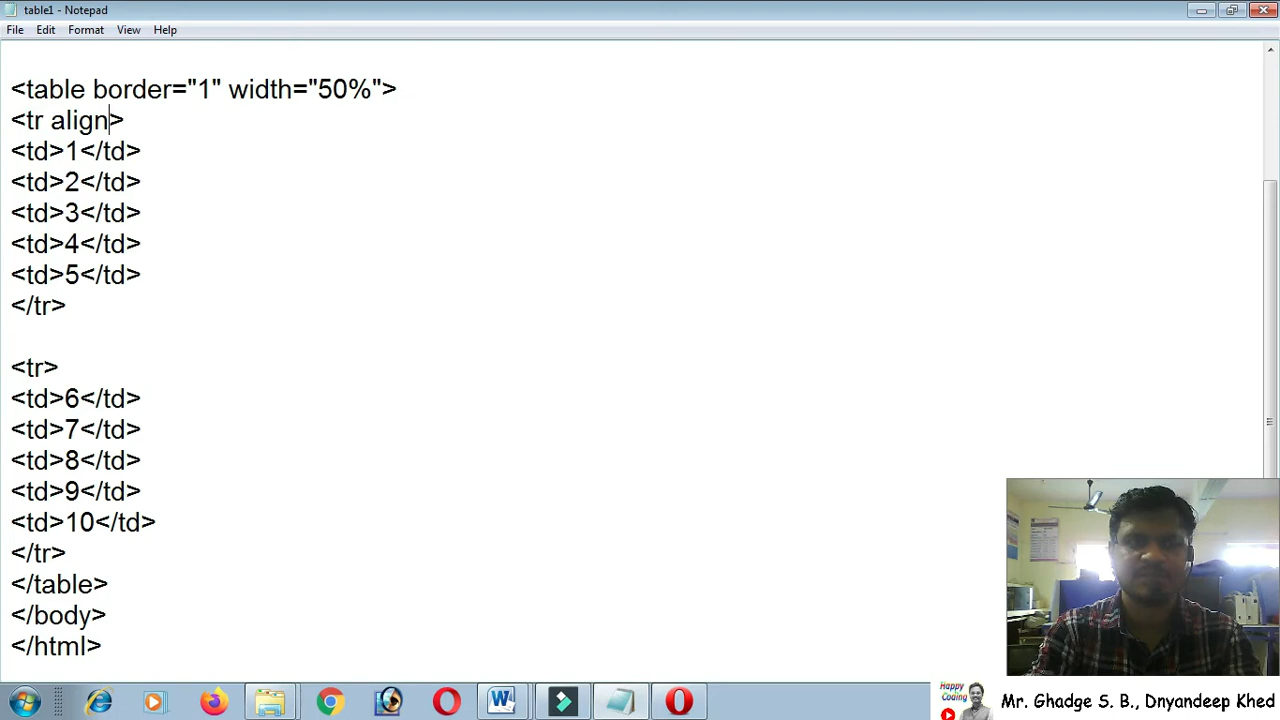 table1 - Notepad
File Edit Format View Help
<table border="1" width="50%">
<tr align>
<td>1</td>
<td>2</td>
<td>3</td>
<td>4</td>
<td>5</td>
</tr>
<tr>
<td>6</td>
<td>7</td>
<td>8</td>
<td>9</td>
<td>10</td>
</tr>
</table>
</body>
</html>
Happy
Coding
Mr. Ghadge S. B., Dnyandeep Khed